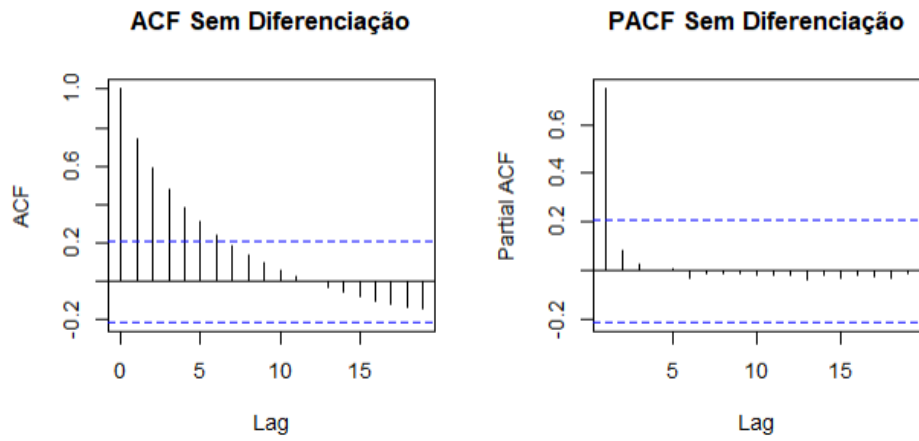 ACF Sem Diferenciação
ACF
1.0
0.6
0.2
-0.2
0
5
10
15
Lag
PACF Sem Diferenciação
Partial ACF
0.6
0.4
0.2
-0.2
5
10
15
Lag